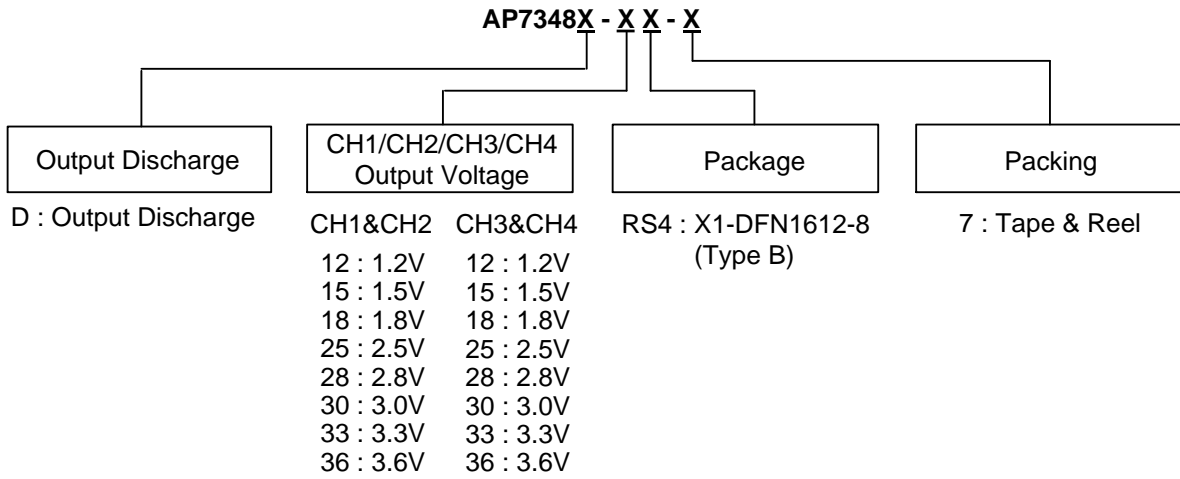 AP7348X - X X - X
Output Discharge
CH1/CH2/CH3/CH4
Output Voltage
Package
Packing
D : Output Discharge
CH1&CH2 CH3&CH4
RS4 : X1-DFN1612-8
(Type B)
7 : Tape & Reel
12 : 1.2V 12 : 1.2V
15 : 1.5V 15 : 1.5V
18 : 1.8V 18 : 1.8V
25 : 2.5V 25 : 2.5V
28 : 2.8V 28 : 2.8V
30 : 3.0V 30 : 3.0V
33 : 3.3V 33 : 3.3V
36 : 3.6V 36 : 3.6V